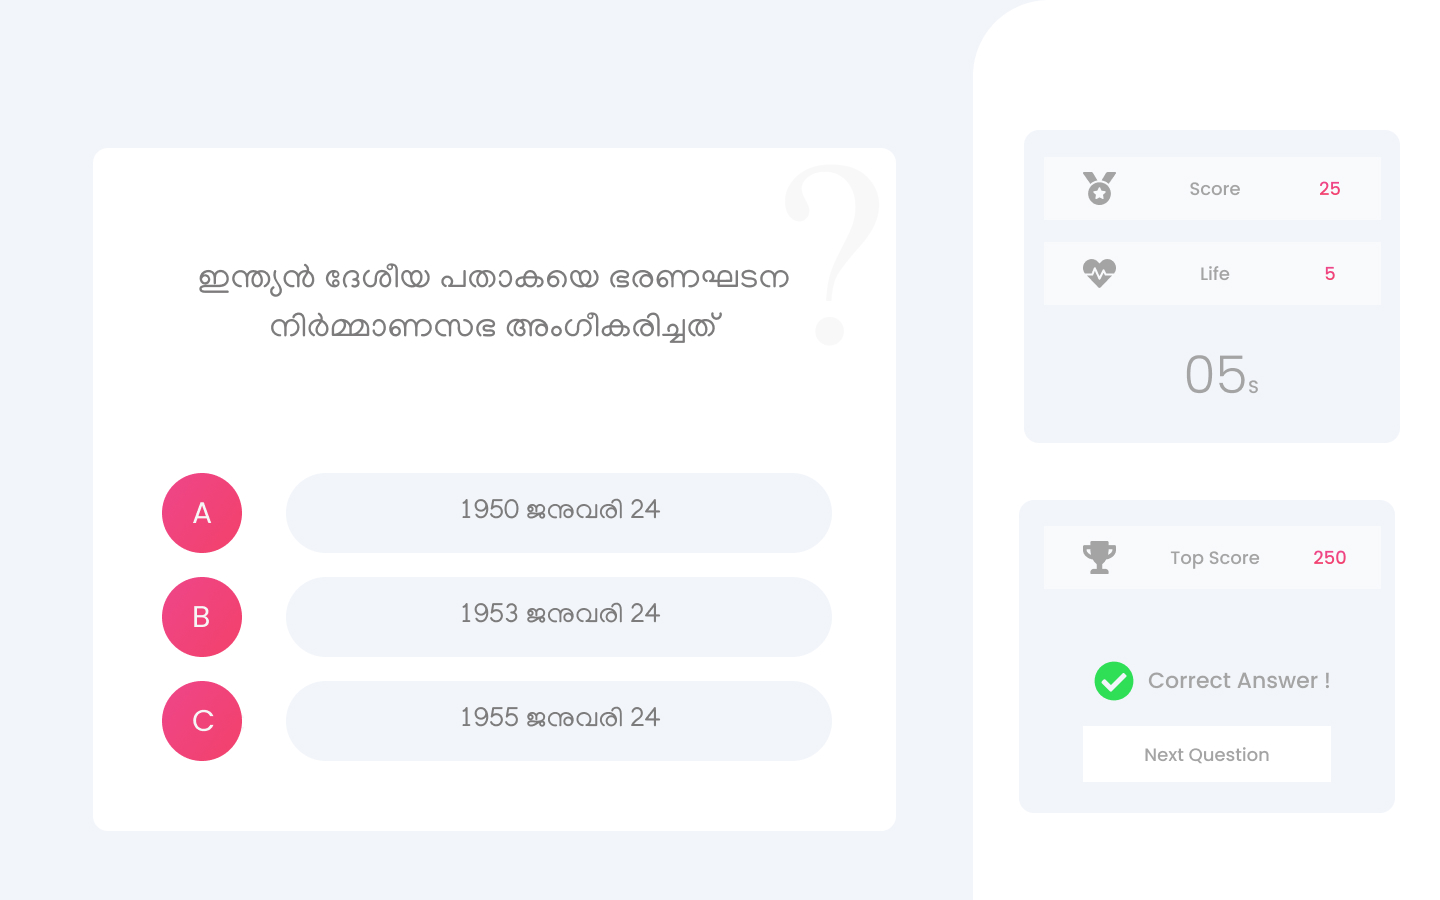 ഇന്ത്യൻ ദേശീയ പതാകയെ ഭരണഘടന
നിർമ്മാണസഭ അംഗീകരിച്ചത്
?
A
1950 ജനുവരി 24
B
1953 ജനുവരി 24
C
1955 ജനുവരി 24
Score 25
Life 5
05s
Top Score 250
Correct Answer !
Next Question